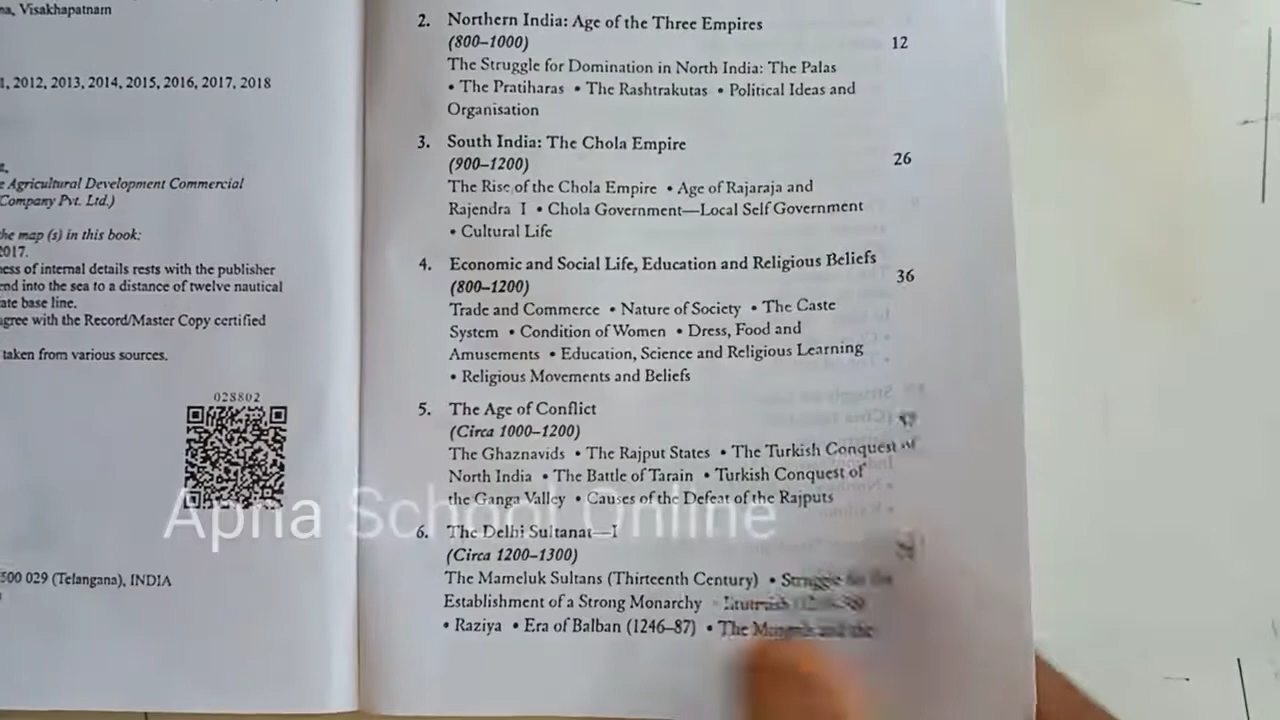 na, Visakhapatnam
1, 2012, 2013, 2014, 2015, 2016, 2017, 2018
e Agricultural Development Commercial
Company Pvt. Ltd.)
the map (s) in this book:
2017.
ness of internal details rests with the publisher
end into the sea to a distance of twelve nautical
ate base line.
agree with the Record/Master Copy certified
taken from various sources.
028802
500 029 (Telangana), INDIA
2. Northern India: Age of the Three Empires
(800–1000) 12
The Struggle for Domination in North India: The Palas
• The Pratiharas • The Rashtrakutas • Political Ideas and
Organisation
3. South India: The Chola Empire
(900–1200) 26
The Rise of the Chola Empire • Age of Rajaraja and
Rajendra I • Chola Government—Local Self Government
• Cultural Life
4. Economic and Social Life, Education and Religious Beliefs
(800–1200) 36
Trade and Commerce • Nature of Society • The Caste
System • Condition of Women • Dress, Food and
Amusements • Education, Science and Religious Learning
• Religious Movements and Beliefs
5. The Age of Conflict
(Circa 1000–1200)
The Ghaznavids • The Rajput States • The Turkish Conquest of
North India • The Battle of Tarain • Turkish Conquest of
the Ganga Valley • Causes of the Defeat of the Rajputs
6. The Delhi Sultanat—I
(Circa 1200–1300)
The Mameluk Sultans (Thirteenth Century) • Struggle for the
Establishment of a Strong Monarchy
• Raziya • Era of Balban (1246–87) • The
Apna School Online